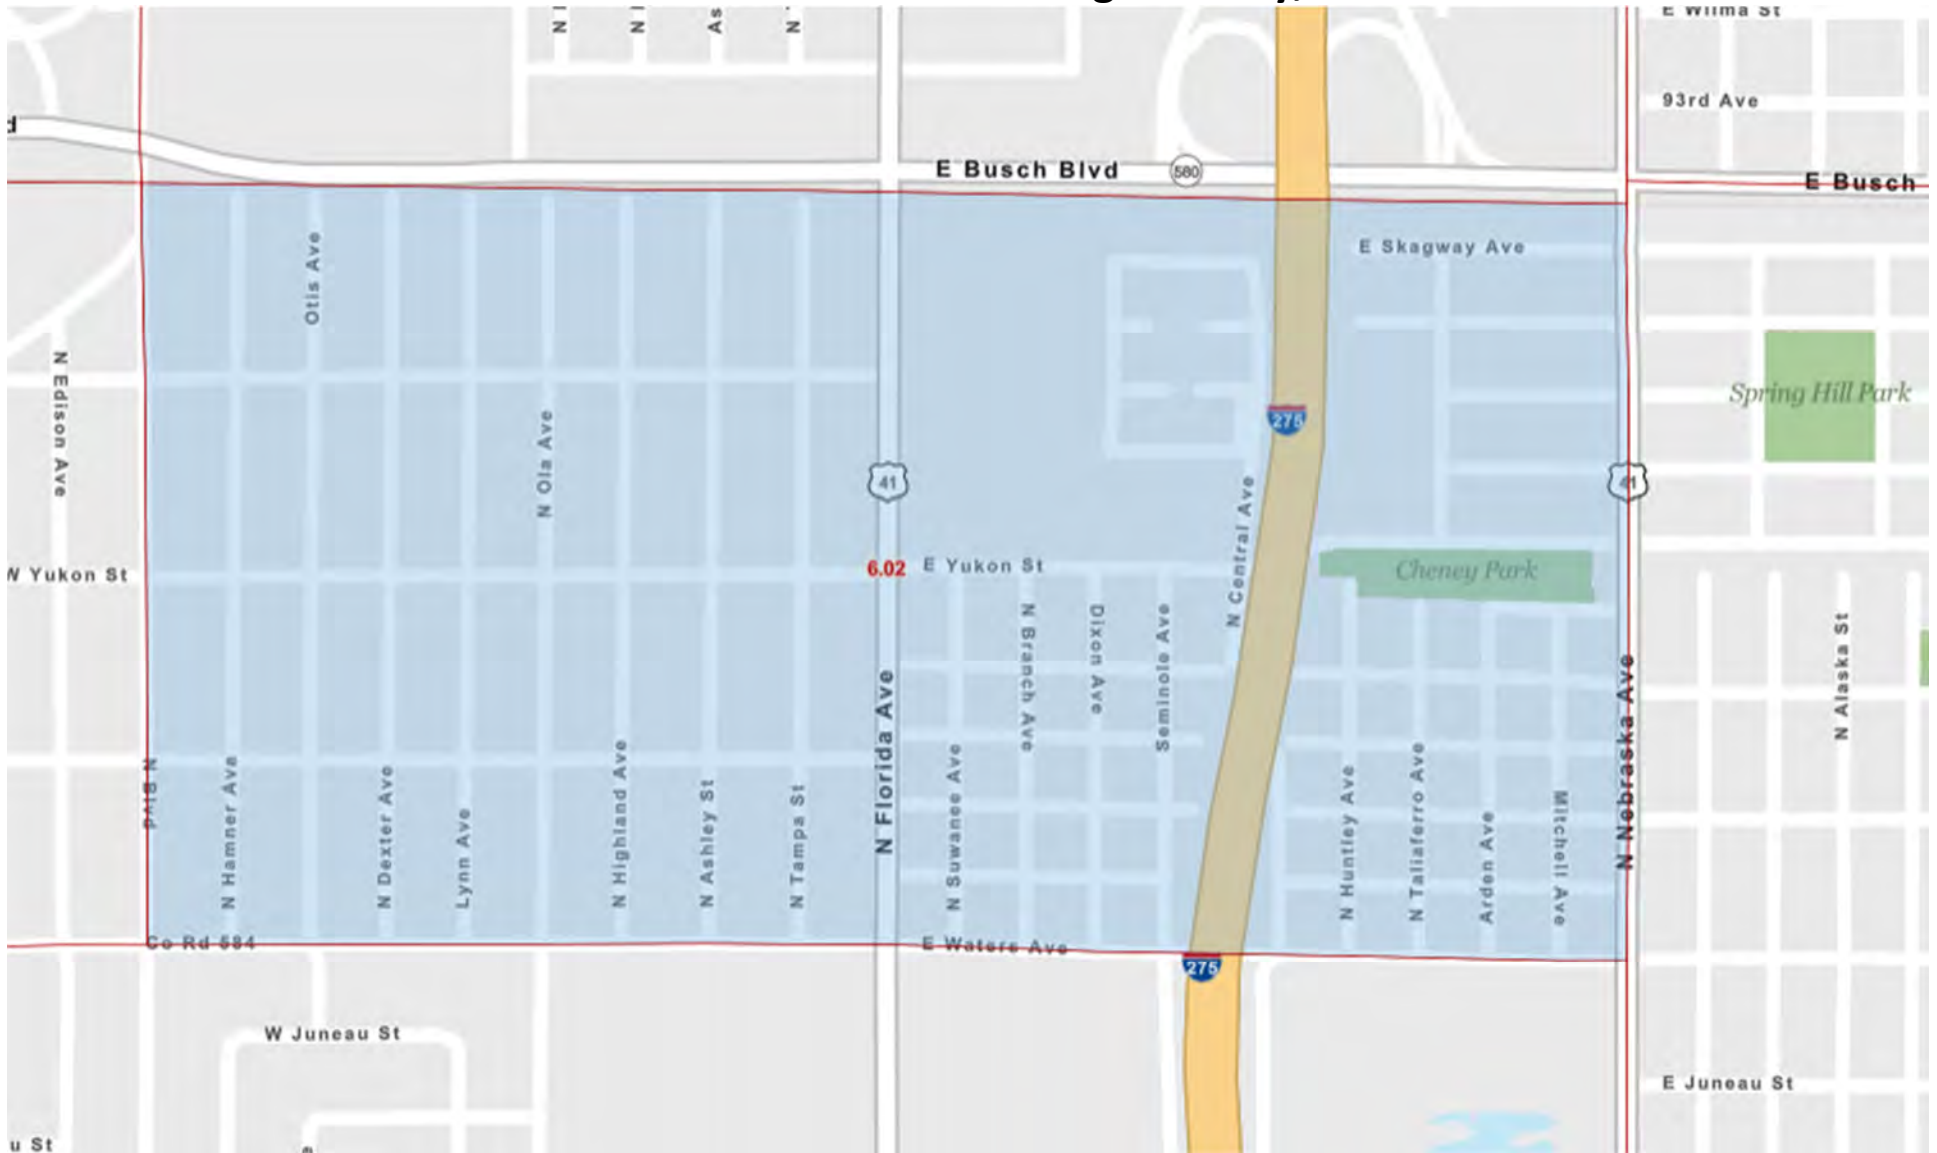 E Wilma St
93rd Ave
E Busch Blvd
580
E Busch
E Skagway Ave
Otis Ave
N Edison Ave
Spring Hill Park
275
N Ola Ave
41
41
N Central Ave
W Yukon St
6.02
E Yukon St
Cheney Park
N Branch Ave
Dixon Ave
Seminole Ave
N Alaska St
N Florida Ave
N Nebraska Ave
N Blvd
N Hamner Ave
N Dexter Ave
Lynn Ave
N Highland Ave
N Ashley St
N Tampa St
N Suwanee Ave
N Huntley Ave
N Taliaferro Ave
Arden Ave
Mitchell Ave
Co Rd 584
E Waters Ave
275
W Juneau St
E Juneau St
u St